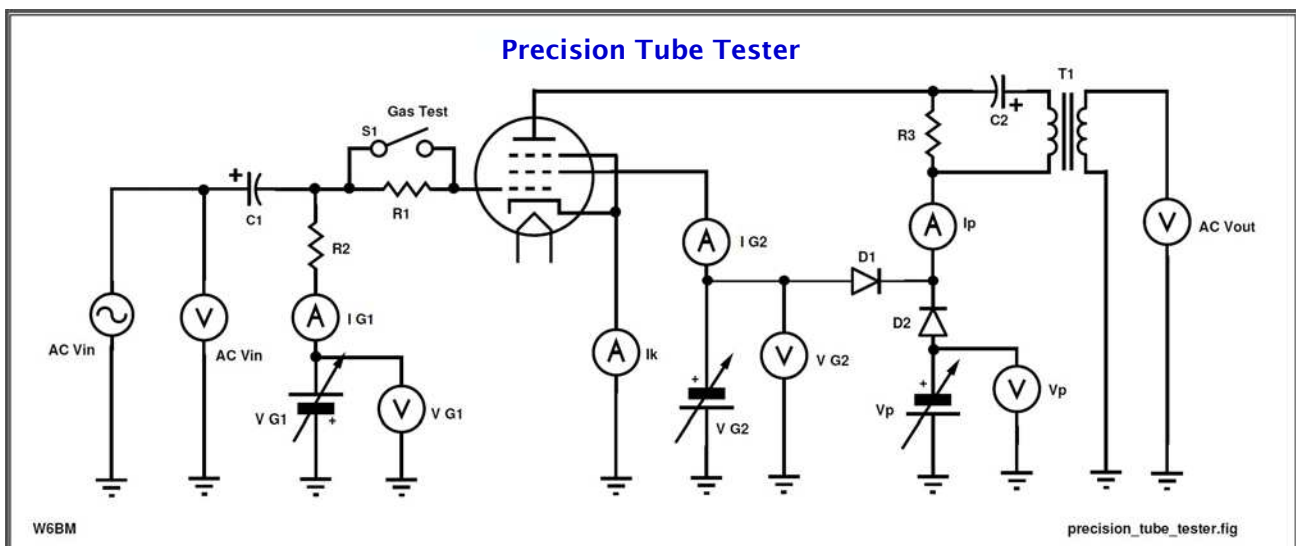 Precision Tube Tester
T1
Gas Test
S1
C2
+
R3
+
C1
R1
Ip
AC Vout
I G2
R2
D1
I G1
D2
AC Vin
AC Vin
Ik
V G2
+
+
Vp
V G1
+
V G1
Vp
V G2
W6BM
precision_tube_tester.fig
A
A
A
A
V
V
V
V
V